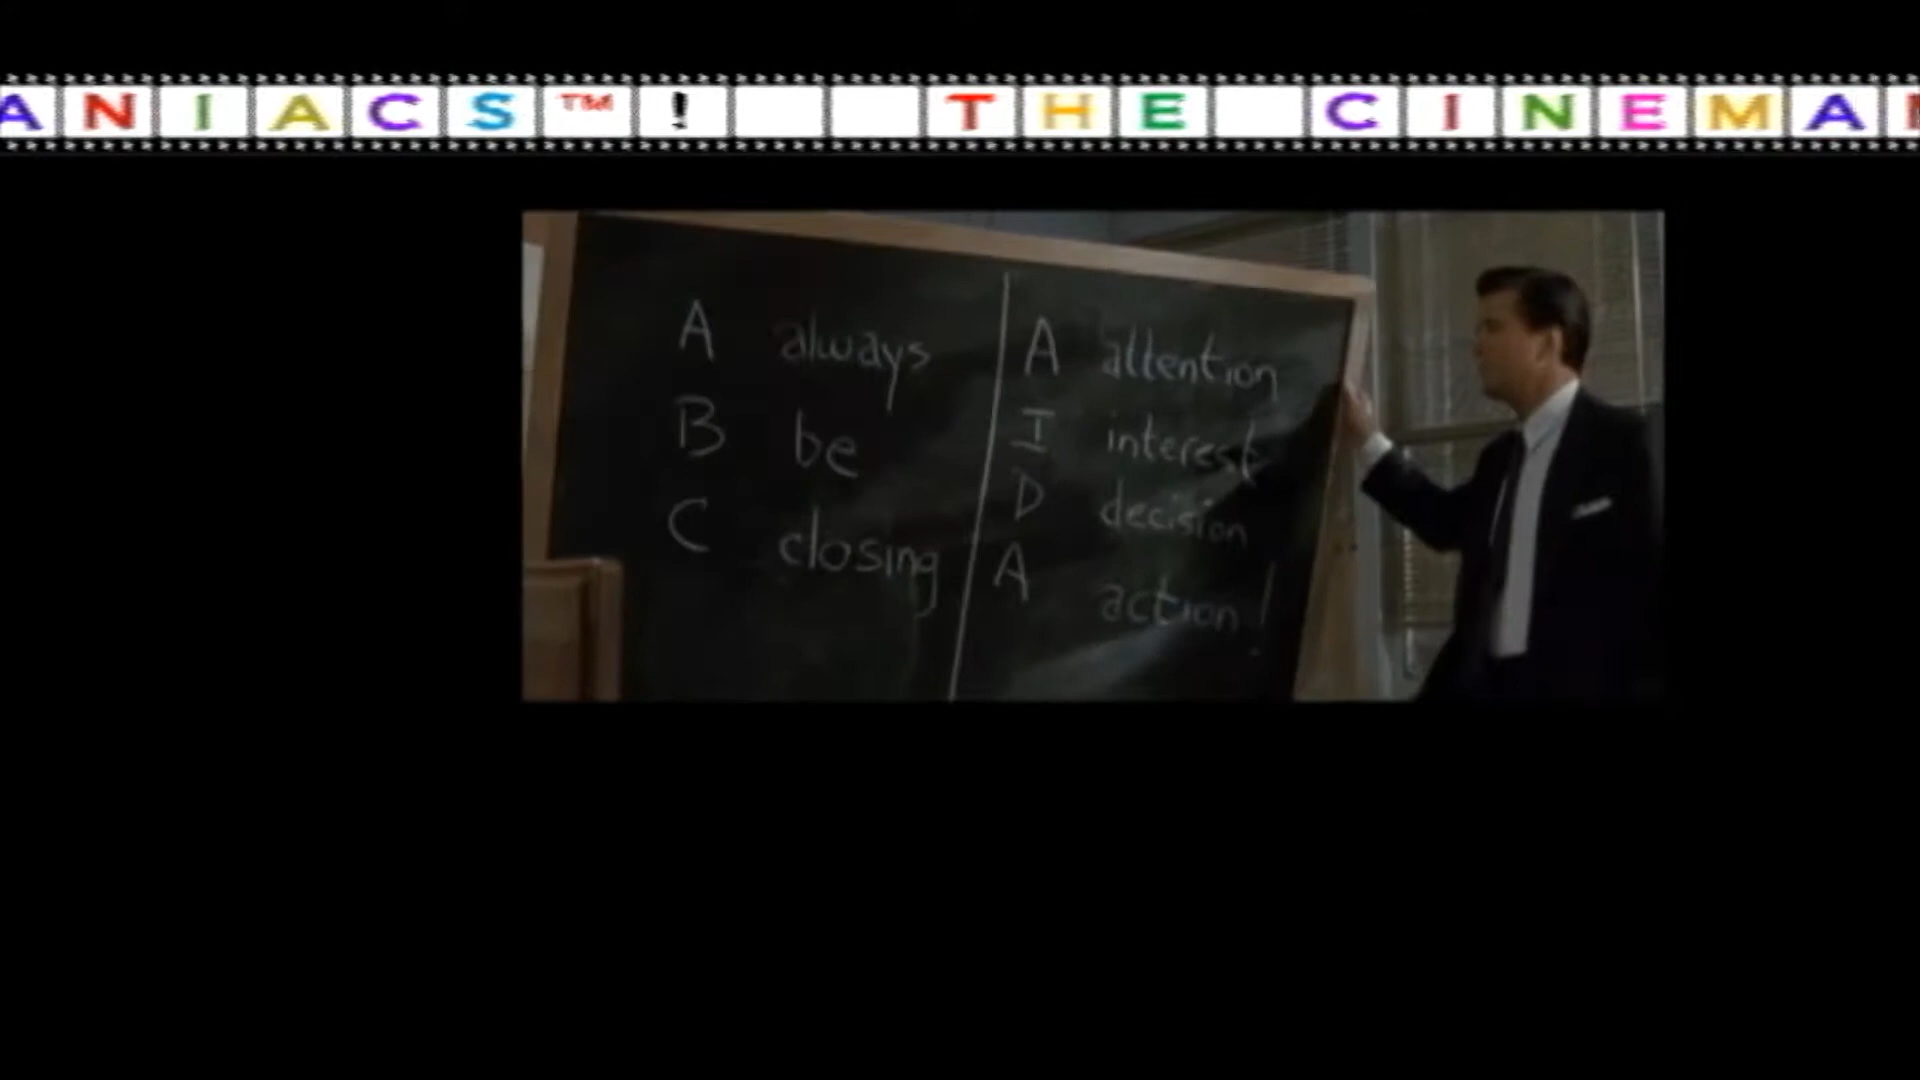 ANIACS™! THE CINEMA
A always
B be
C closing
A attention
I interest
D decision
A action!